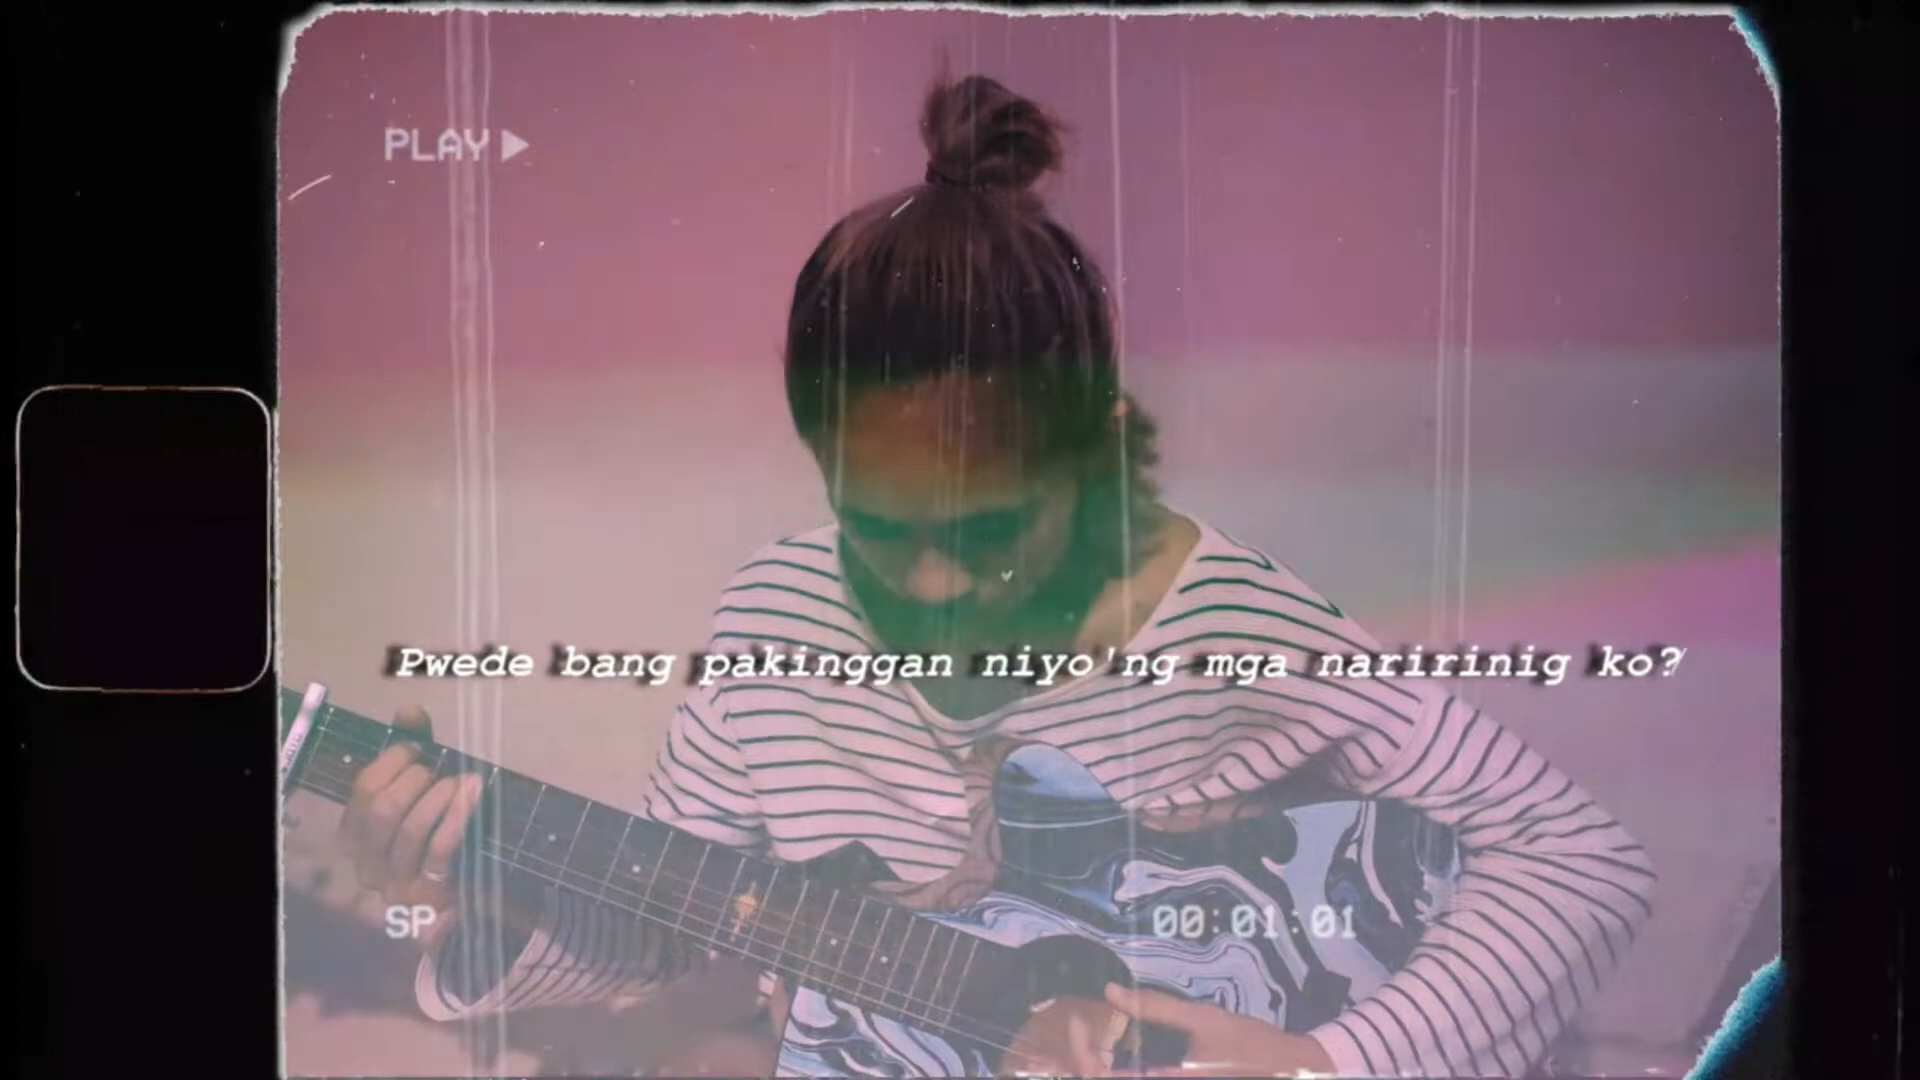 PLAY ▶
Pwede bang pakinggan niyo'ng mga naririnig ko?
SP
00:01:01